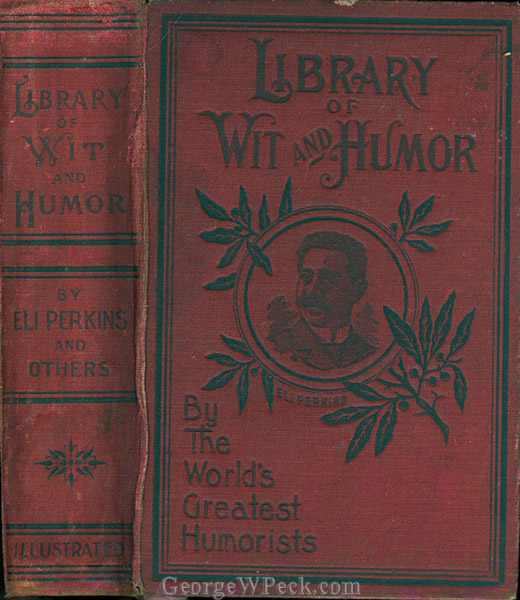 LIBRARY
OF
WIT
AND
HUMOR
BY
ELI PERKINS
AND
OTHERS
ILLUSTRATED
LIBRARY
OF
WIT AND HUMOR
ELI PERKINS
By
The
World's
Greatest
Humorists
GeorgeWPeck.com